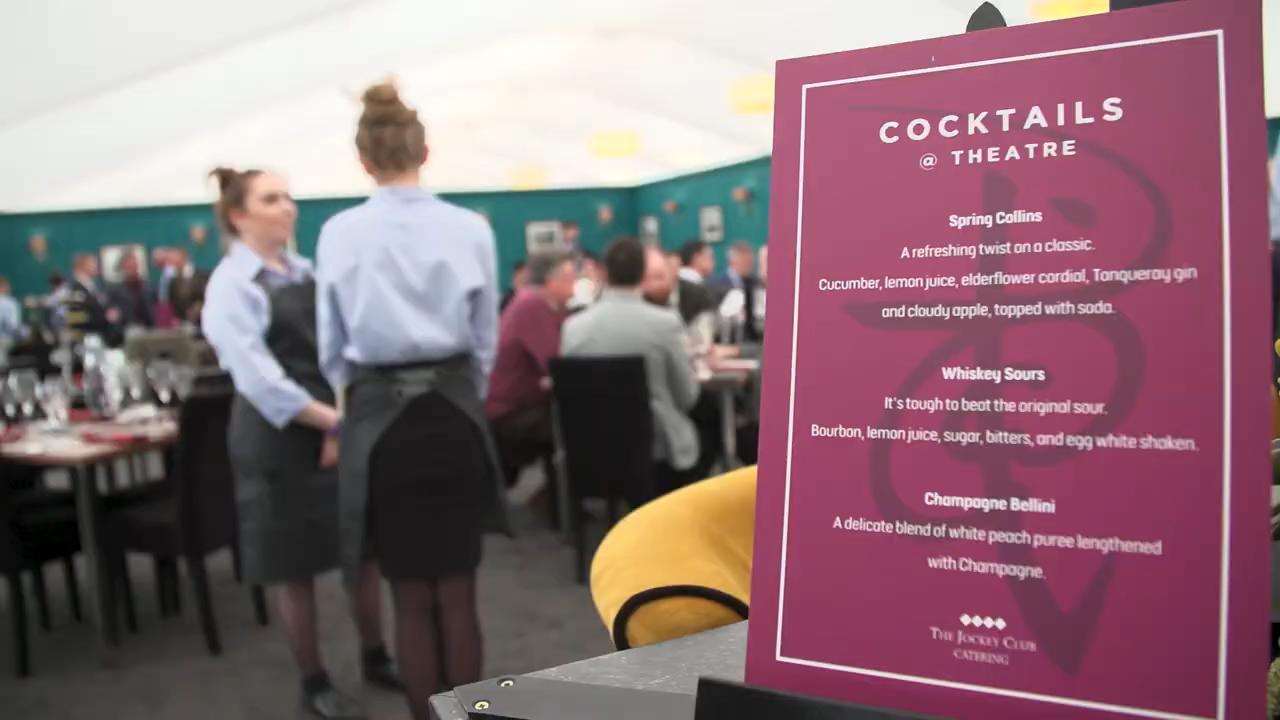 COCKTAILS
@ THEATRE
Spring Collins
A refreshing twist on a classic.
Cucumber, lemon juice, elderflower cordial, Tanqueray gin
and cloudy apple, topped with soda.
Whiskey Sours
It's tough to beat the original sour.
Bourbon, lemon juice, sugar, bitters, and egg white shaken.
Champagne Bellini
A delicate blend of white peach puree lengthened
with Champagne.
THE JOCKEY CLUB
CATERING